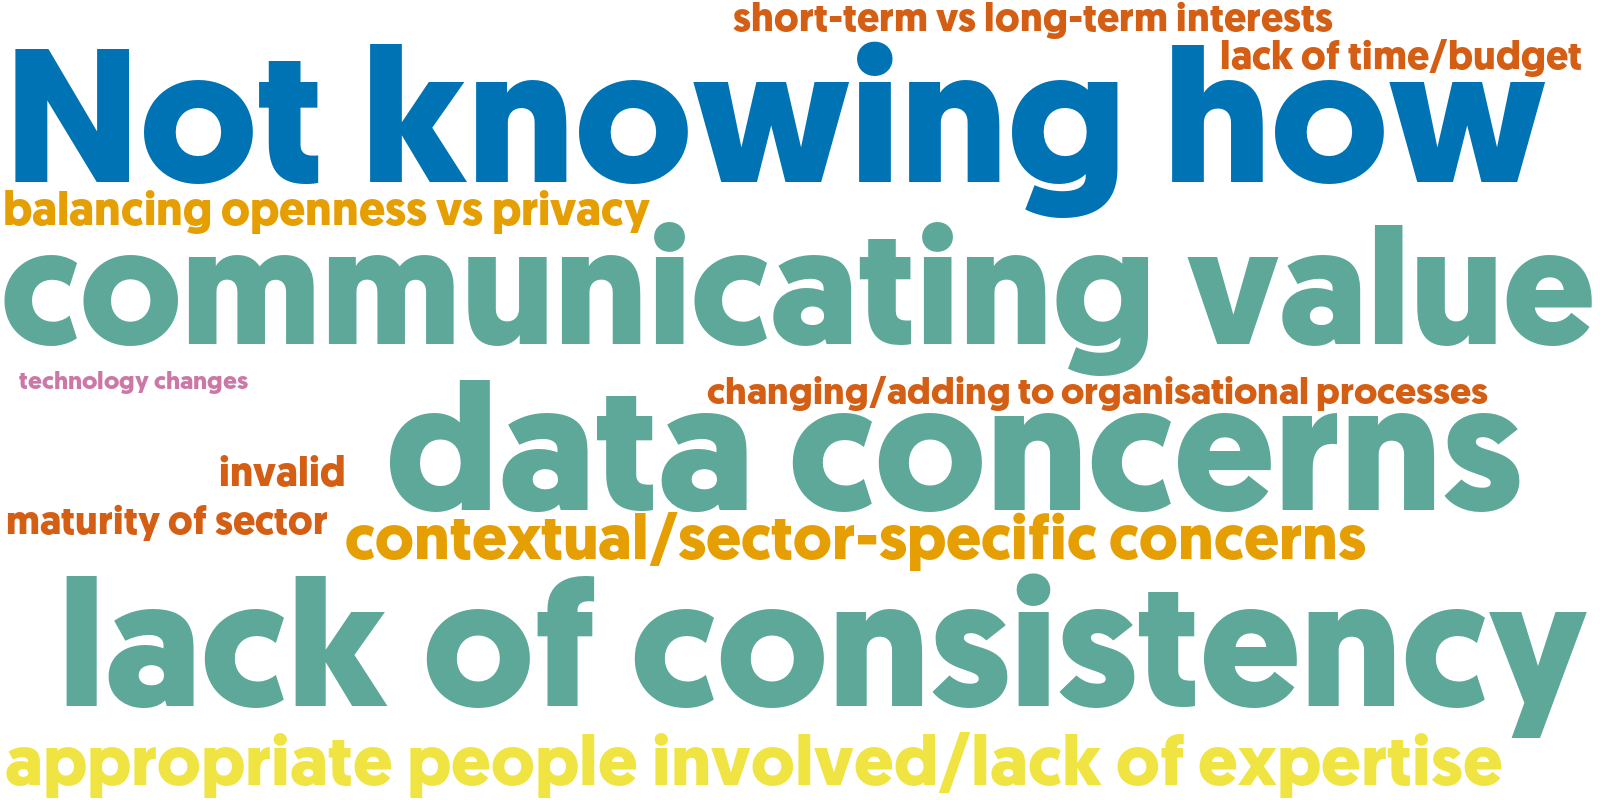 short-term vs long-term interests
lack of time/budget
Not knowing how
balancing openness vs privacy
communicating value
technology changes
changing/adding to organisational processes
data concerns
invalid
maturity of sector
contextual/sector-specific concerns
lack of consistency
appropriate people involved/lack of expertise